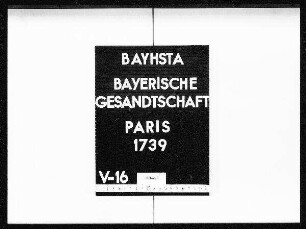 BAYHSTA
BAYERISCHE
GESANDTSCHAFT
PARIS
1739
V-16